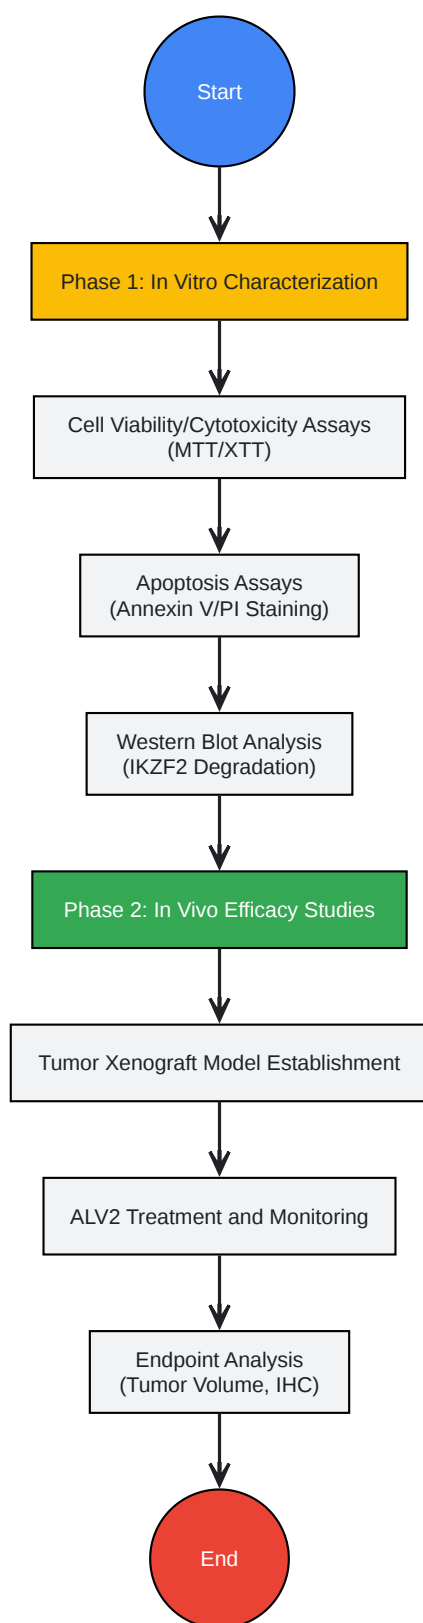 Start
Phase 1: In Vitro Characterization
Cell Viability/Cytotoxicity Assays
(MTT/XTT)
Apoptosis Assays
(Annexin V/PI Staining)
Western Blot Analysis
(IKZF2 Degradation)
Phase 2: In Vivo Efficacy Studies
Tumor Xenograft Model Establishment
ALV2 Treatment and Monitoring
Endpoint Analysis
(Tumor Volume, IHC)
End